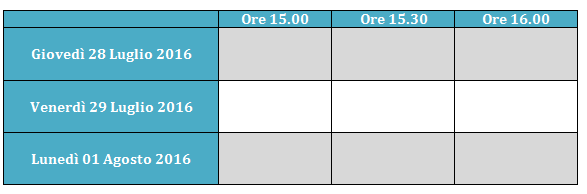 Ore 15.00 Ore 15.30 Ore 16.00
Giovedì 28 Luglio 2016
Venerdì 29 Luglio 2016
Lunedì 01 Agosto 2016